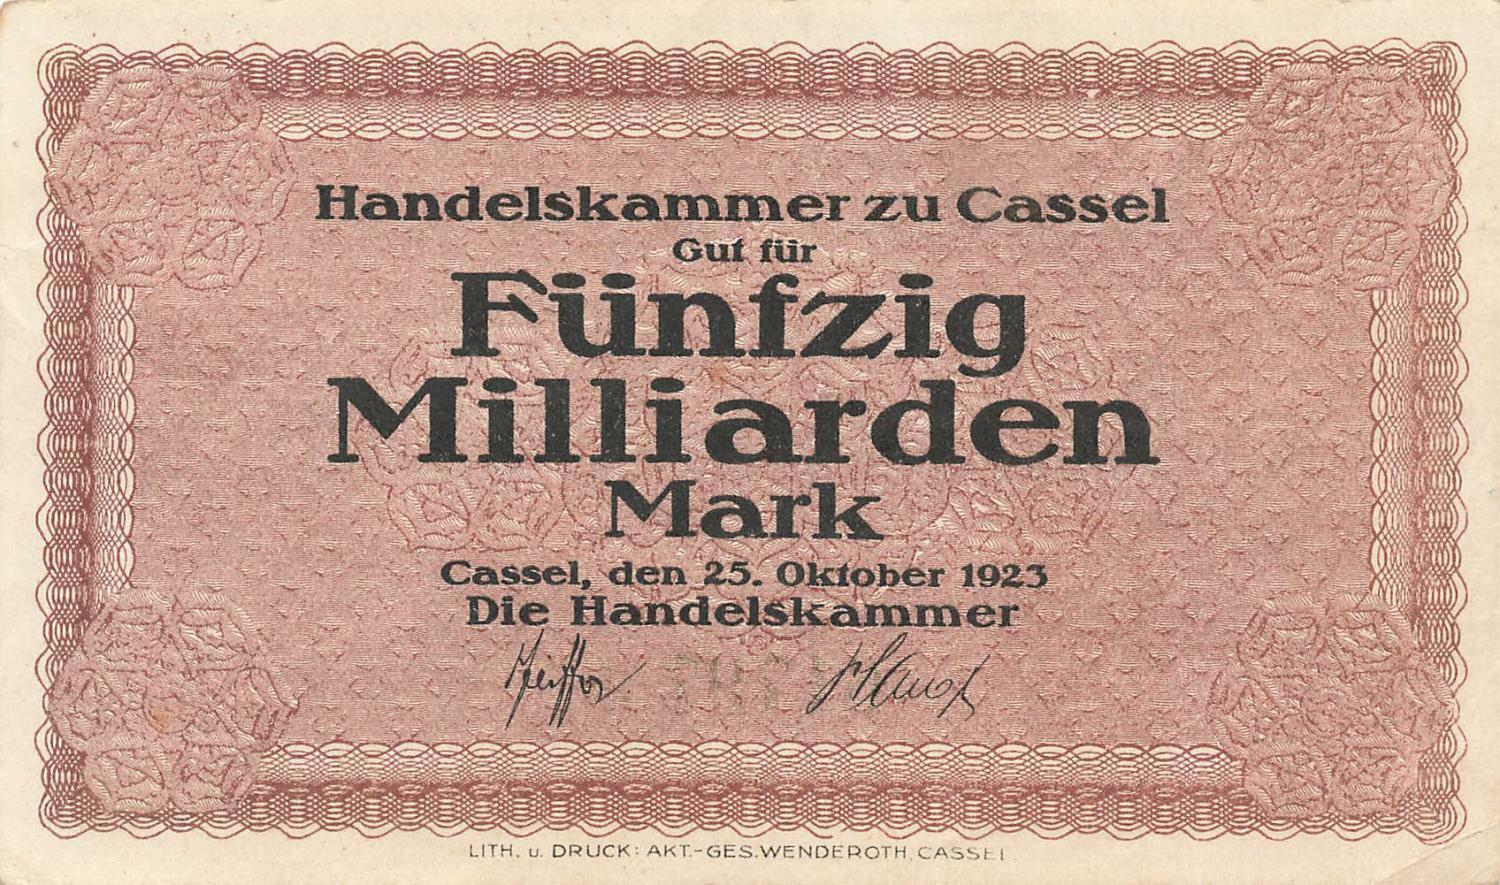 Handelskammer zu Cassel
Gut für
Fünfzig
Milliarden
Mark
Cassel, den 25. Oktober 1923
Die Handelskammer
Pfeiffer
LITH. u. DRUCK: AKT.-GES. WENDEROTH, CASSEL